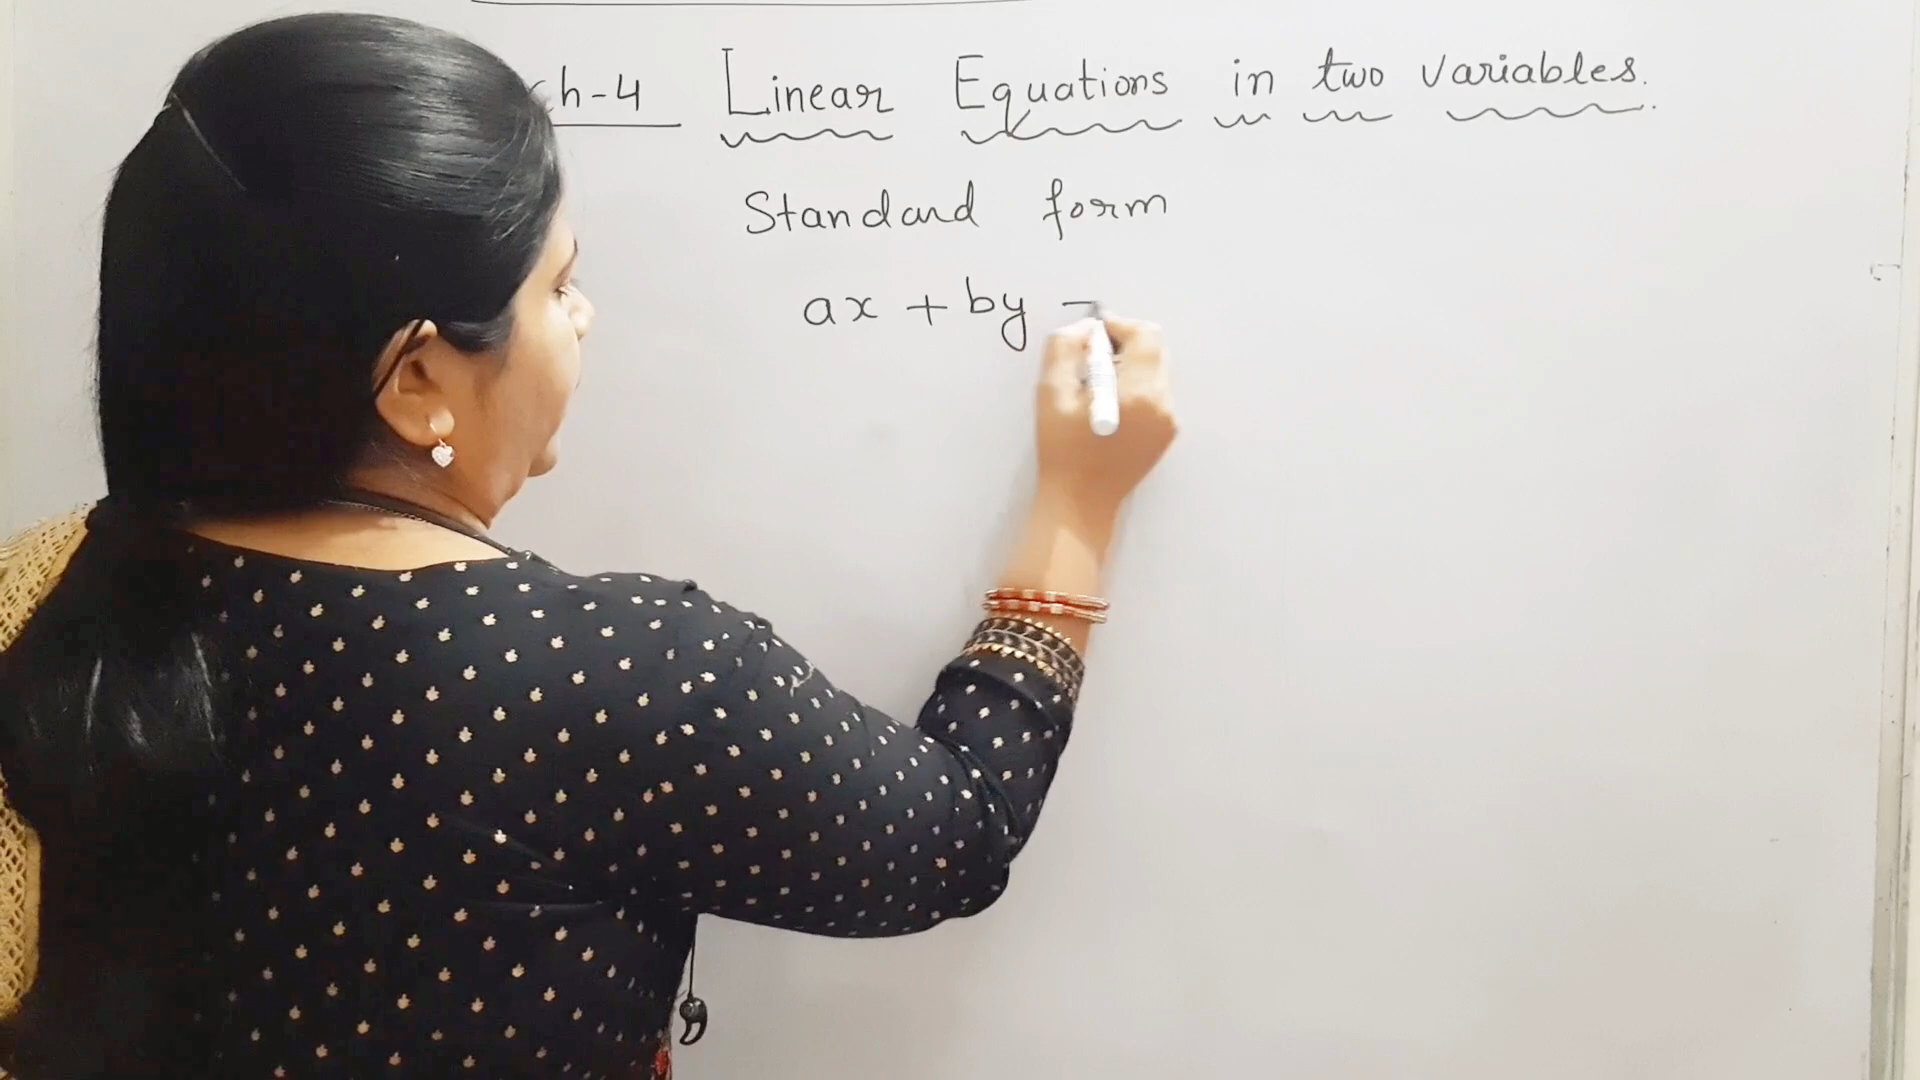 ch-4 Linear Equations in two variables.
Standard form
ax + by -